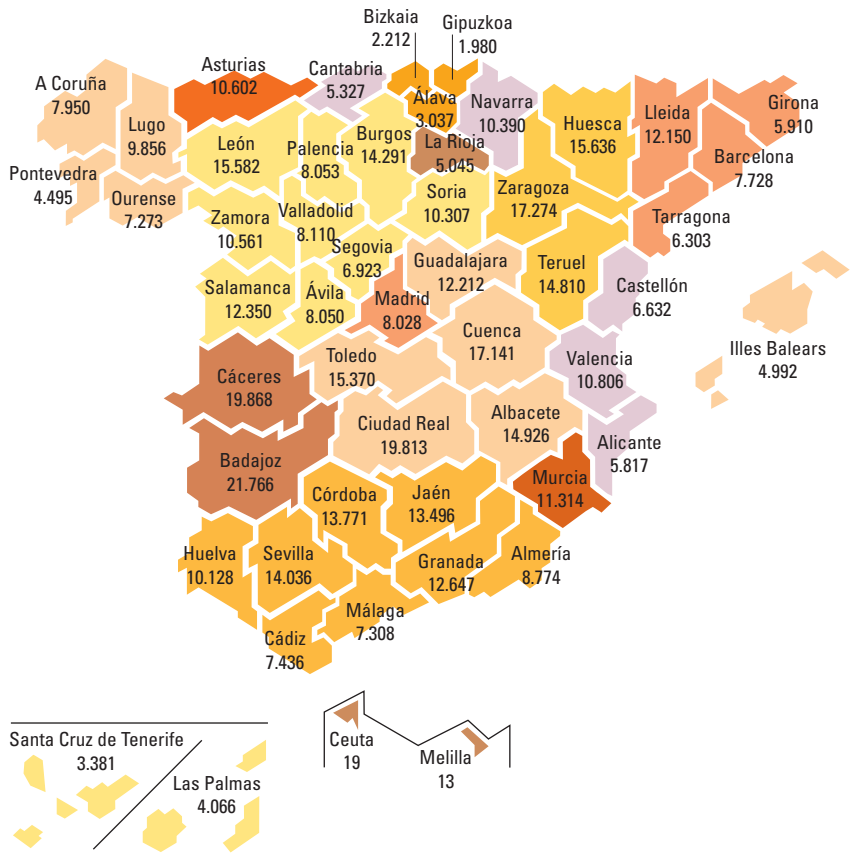 Bizkaia
2.212
Gipuzkoa
1.980
A Coruña
7.950
Asturias
10.602
Cantabria
5.327
Álava
3.037
Navarra
10.390
Lugo
9.856
León
15.582
Palencia
8.053
Burgos
14.291
La Rioja
5.045
Huesca
15.636
Lleida
12.150
Girona
5.910
Barcelona
7.728
Pontevedra
4.495
Ourense
7.273
Zamora
10.561
Valladolid
8.110
Soria
10.307
Zaragoza
17.274
Tarragona
6.303
Segovia
6.923
Salamanca
12.350
Ávila
8.050
Madrid
8.028
Guadalajara
12.212
Teruel
14.810
Castellón
6.632
Cuenca
17.141
Toledo
15.370
Valencia
10.806
Illes Balears
4.992
Cáceres
19.868
Ciudad Real
19.813
Albacete
14.926
Alicante
5.817
Badajoz
21.766
Murcia
11.314
Córdoba
13.771
Jaén
13.496
Huelva
10.128
Sevilla
14.036
Granada
12.647
Almería
8.774
Málaga
7.308
Cádiz
7.436
Santa Cruz de Tenerife
3.381
Las Palmas
4.066
Ceuta
19
Melilla
13